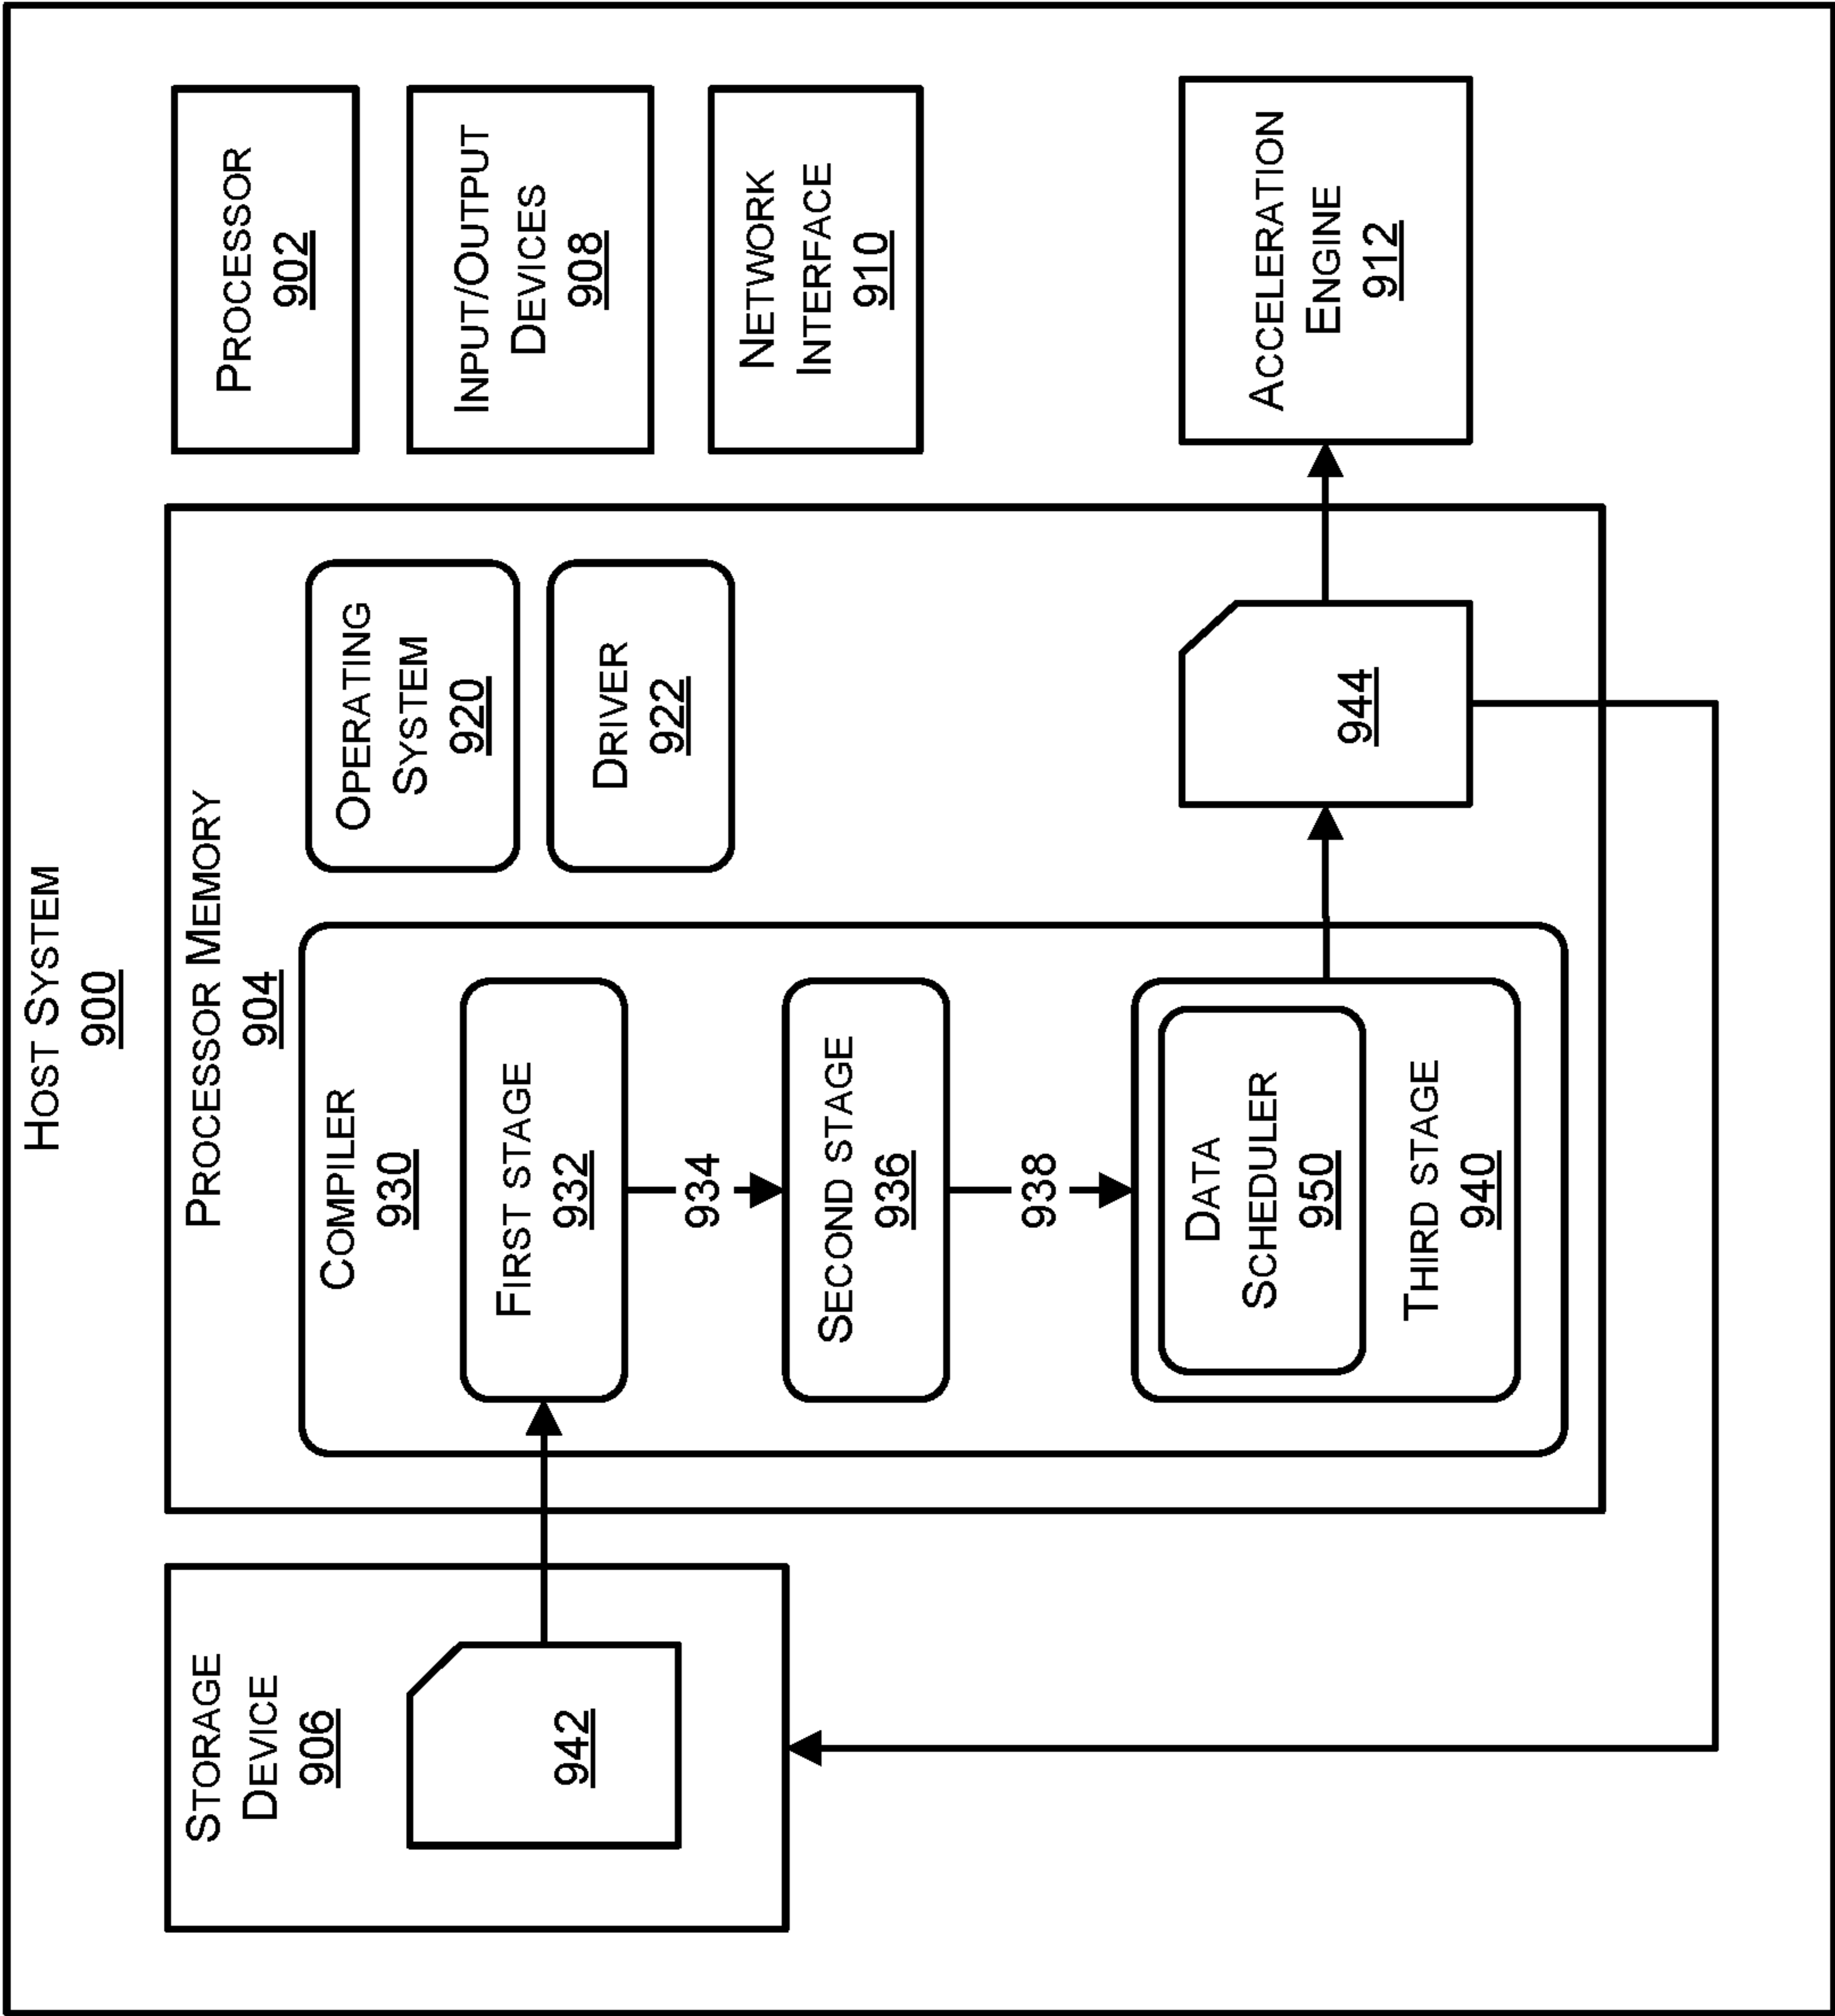 HOST SYSTEM
900
STORAGE
DEVICE
906
942
PROCESSOR MEMORY
904
COMPILER
930
FIRST STAGE
932
934
SECOND STAGE
936
938
DATA
SCHEDULER
950
THIRD STAGE
940
OPERATING
SYSTEM
920
DRIVER
922
944
PROCESSOR
902
INPUT/OUTPUT
DEVICES
908
NETWORK
INTERFACE
910
ACCELERATION
ENGINE
912